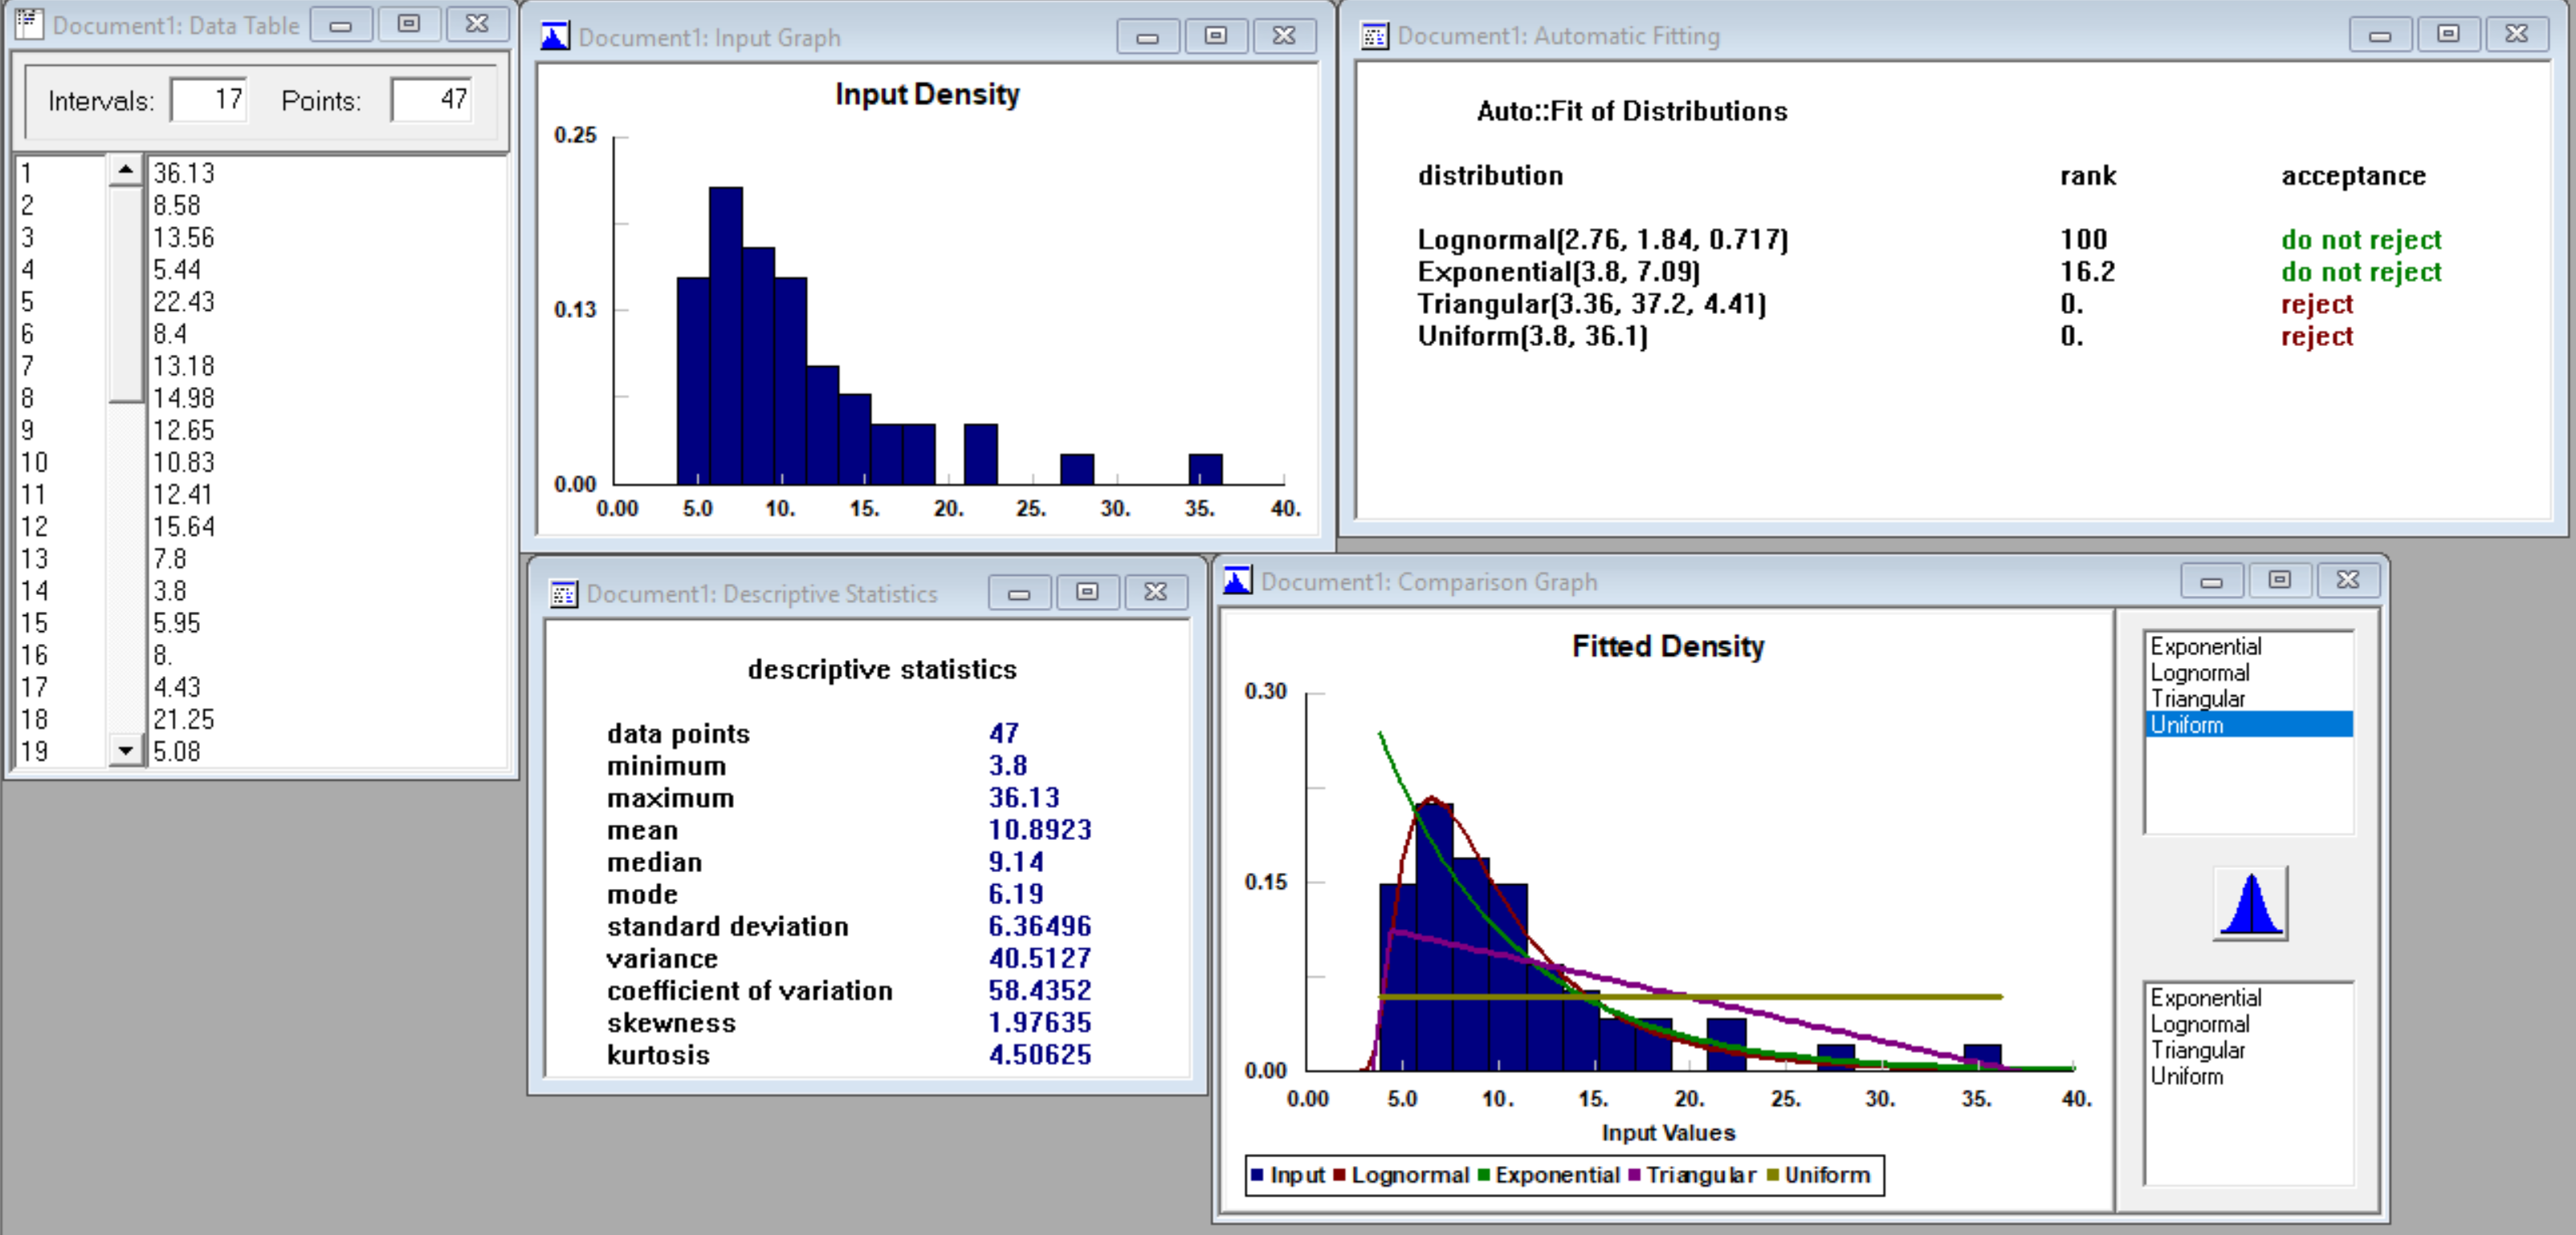 Document1: Data Table
Intervals: 17 Points: 47
1 36.13
2 8.58
3 13.56
4 5.44
5 22.43
6 8.4
7 13.18
8 14.98
9 12.65
10 10.83
11 12.41
12 15.64
13 7.8
14 3.8
15 5.95
16 8.
17 4.43
18 21.25
19 5.08
Document1: Input Graph
Input Density
0.25
0.13
0.00
0.00 5.0 10. 15. 20. 25. 30. 35. 40.
Document1: Automatic Fitting
Auto::Fit of Distributions
distribution rank acceptance
Lognormal(2.76, 1.84, 0.717) 100 do not reject
Exponential(3.8, 7.09) 16.2 do not reject
Triangular(3.36, 37.2, 4.41) 0. reject
Uniform(3.8, 36.1) 0. reject
Document1: Descriptive Statistics
descriptive statistics
data points 47
minimum 3.8
maximum 36.13
mean 10.8923
median 9.14
mode 6.19
standard deviation 6.36496
variance 40.5127
coefficient of variation 58.4352
skewness 1.97635
kurtosis 4.50625
Document1: Comparison Graph
Fitted Density
0.30
0.15
0.00
0.00 5.0 10. 15. 20. 25. 30. 35. 40.
Input Values
Input Lognormal Exponential Triangular Uniform
Exponential
Lognormal
Triangular
Uniform
Exponential
Lognormal
Triangular
Uniform